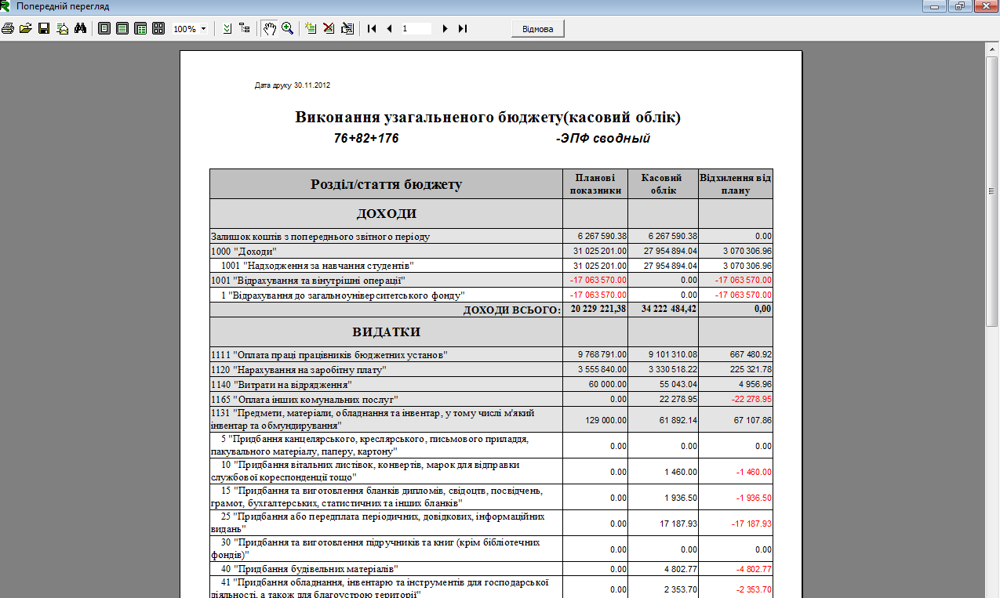 Попередній перегляд
100%
1
Відмова
Дата друку 30.11.2012
Виконання узагальненого бюджету(касовий облік)
76+82+176 -ЭПФ сводный
Розділ/стаття бюджету Планові показники Касовий облік Відхилення від плану
ДОХОДИ
Залишок коштів з попереднього звітного періоду 6 267 590.38 6 267 590.38 0.00
1000 "Доходи" 31 025 201.00 27 954 894.04 3 070 306.96
1001 "Надходження за навчання студентів" 31 025 201.00 27 954 894.04 3 070 306.96
1001 "Відрахування та вінутрішні операції" -17 063 570.00 0.00 -17 063 570.00
1 "Відрахування до загальноуніверситетського фонду" -17 063 570.00 0.00 -17 063 570.00
ДОХОДИ ВСЬОГО: 20 229 221,38 34 222 484,42 0,00
ВИДАТКИ
1111 "Оплата праці працівників бюджетних установ" 9 768 791.00 9 101 310.08 667 480.92
1120 "Нарахування на заробітну плату" 3 555 840.00 3 330 518.22 225 321.78
1140 "Витрати на відрядження" 60 000.00 55 043.04 4 956.96
1165 "Оплата інших комунальних послуг" 0.00 22 278.95 -22 278.95
1131 "Предмети, матеріали, обладнання та інвентар, у тому числі м'який
інвентар та обмундирування" 129 000.00 61 892.14 67 107.86
5 "Придбання канцелярського, креслярського, письмового приладдя,
пакувального матеріалу, паперу, картону" 0.00 0.00 0.00
10 "Придбання вітальних листівок, конвертів, марок для відправки
службової кореспонденції тощо" 0.00 1 460.00 -1 460.00
15 "Придбання та виготовлення бланків дипломів, свідоцтв, посвідчень,
грамот, бухгалтерських, статистичних та інших бланків" 0.00 1 936.50 -1 936.50
25 "Придбання або передплата періодичних, довідкових, інформаційних
видань" 0.00 17 187.93 -17 187.93
30 "Придбання та виготовлення підручників та книг (крім бібліотечних
фондів)" 0.00 0.00 0.00
40 "Придбання будівельних матеріалів" 0.00 4 802.77 -4 802.77
41 "Придбання обладнання, інвентарю та інструментів для господарської
діяльності, а також для благоустрою території" 0.00 2 353.70 -2 353.70